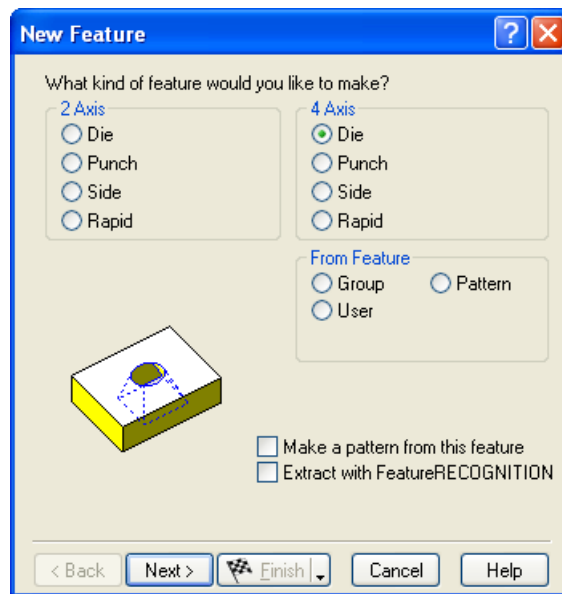 New Feature
What kind of feature would you like to make?
2 Axis
Die
Punch
Side
Rapid
4 Axis
Die
Punch
Side
Rapid
From Feature
Group
Pattern
User
Make a pattern from this feature
Extract with FeatureRECOGNITION
< Back
Next >
Finish
Cancel
Help